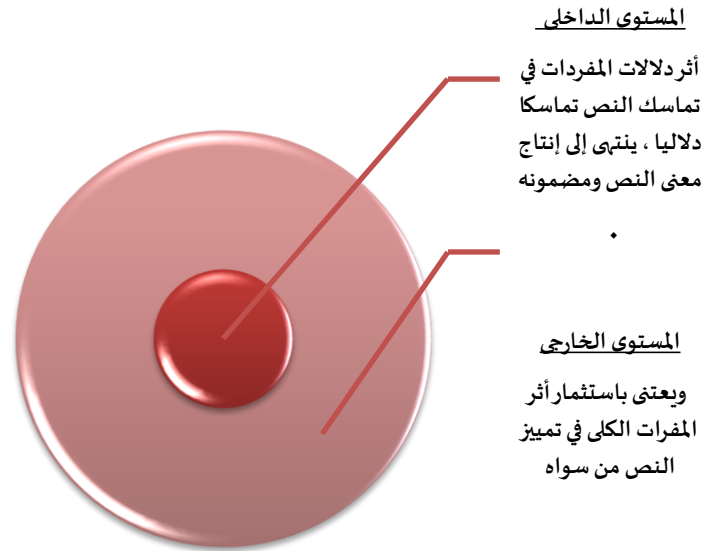 المستوى الداخلى
أثر دلالات المفردات في
تماسك النص تماسكا
دلاليا ، ينتهى إلى إنتاج
معنى النص ومضمونه
.
المستوى الخارجى
ويعتنى باستثمار أثر
المفرات الكلى في تمييز
النص من سواه